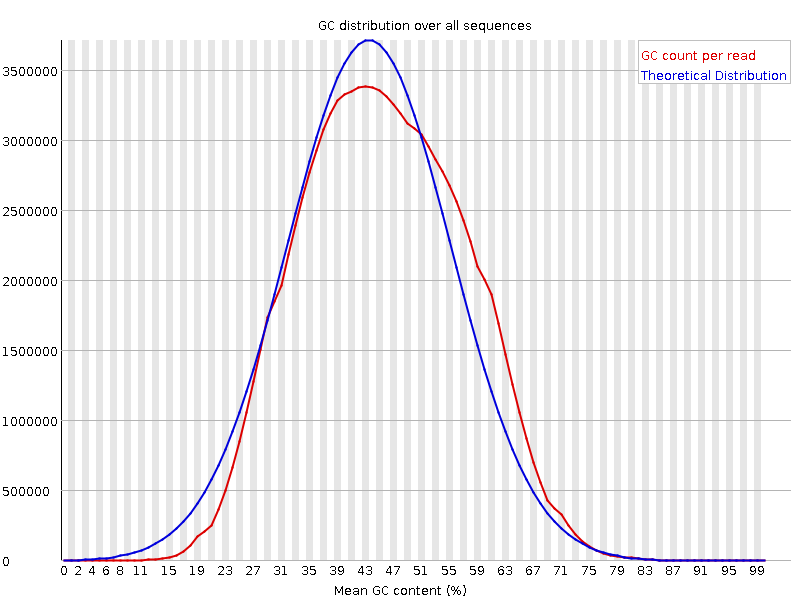 GC distribution over all sequences
GC count per read
Theoretical Distribution
3500000
3000000
2500000
2000000
1500000
1000000
500000
0
0 2 4 6 8 11 15 19 23 27 31 35 39 43 47 51 55 59 63 67 71 75 79 83 87 91 95 99
Mean GC content (%)